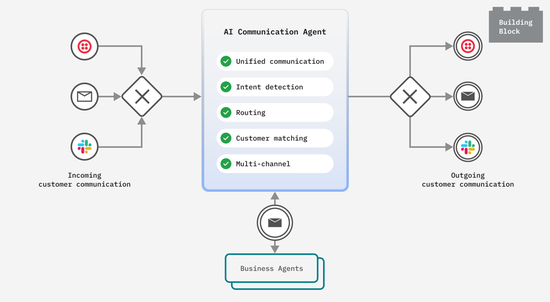 Building
Block
AI Communication Agent
Unified communication
Intent detection
Routing
Customer matching
Multi-channel
Incoming
customer communication
Outgoing
customer communication
Business Agents